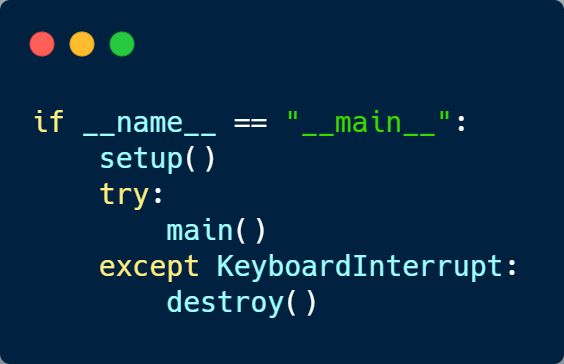 if __name__ == "__main__":
    setup()
    try:
        main()
    except KeyboardInterrupt:
        destroy()